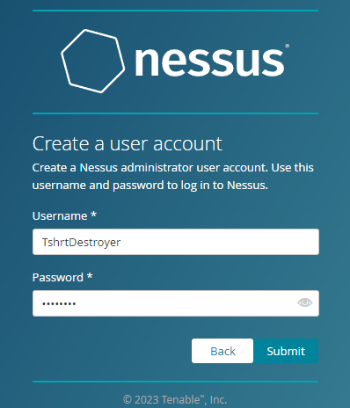 nessus®
Create a user account
Create a Nessus administrator user account. Use this
username and password to log in to Nessus.
Username *
TshrtDestroyer
Password *
••••••••
Back Submit
© 2023 Tenable™, Inc.